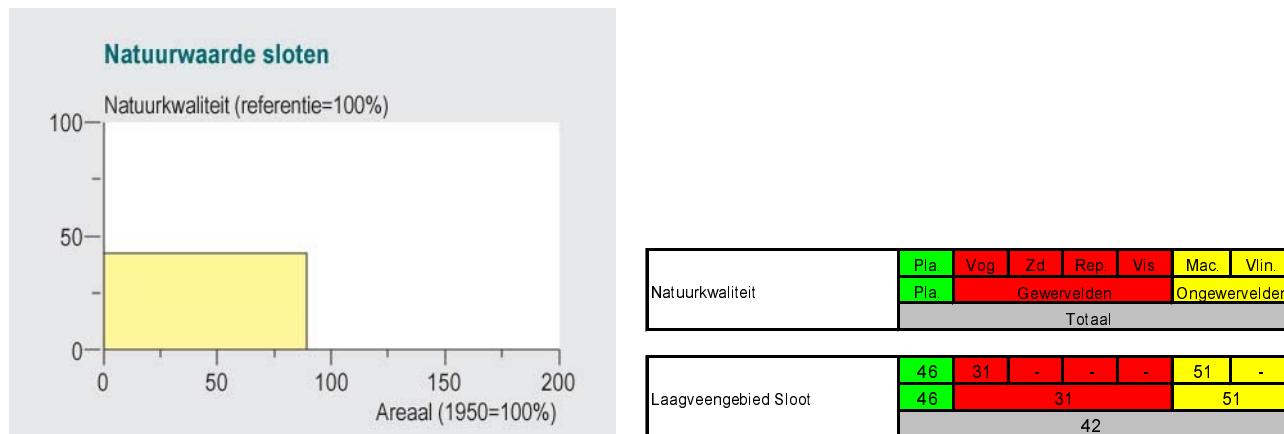 Natuurwaarde sloten
Natuurkwaliteit (referentie=100%)
100
50
0
0 50 100 150 200
Areaal (1950=100%)
Natuurkwaliteit
Pla. Vog. Zd. Rep. Vis. Mac. Vlin.
Pla. Gewervelden Ongewervelden
Totaal
Laagveengebied Sloot
46 31 - - - 51 -
46 31 51
42